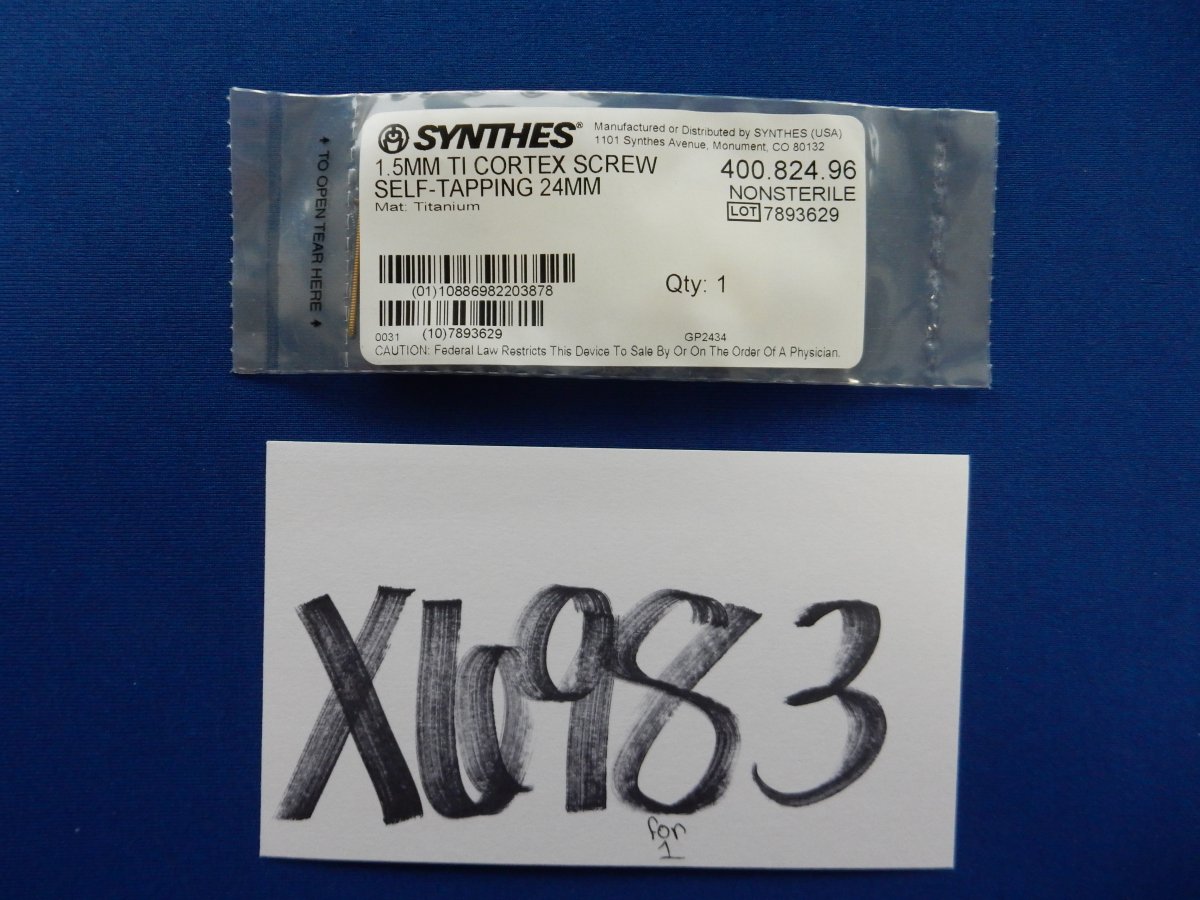 SYNTHES®
Manufactured or Distributed by SYNTHES (USA)
1101 Synthes Avenue, Monument, CO 80132
1.5MM TI CORTEX SCREW
SELF-TAPPING 24MM
Mat: Titanium
400.824.96
NONSTERILE
LOT 7893629
(01)10886982203878
Qty: 1
(10)7893629
0031
GP2434
CAUTION: Federal Law Restricts This Device To Sale By Or On The Order Of A Physician.
TO OPEN TEAR HERE
X6983
for
1